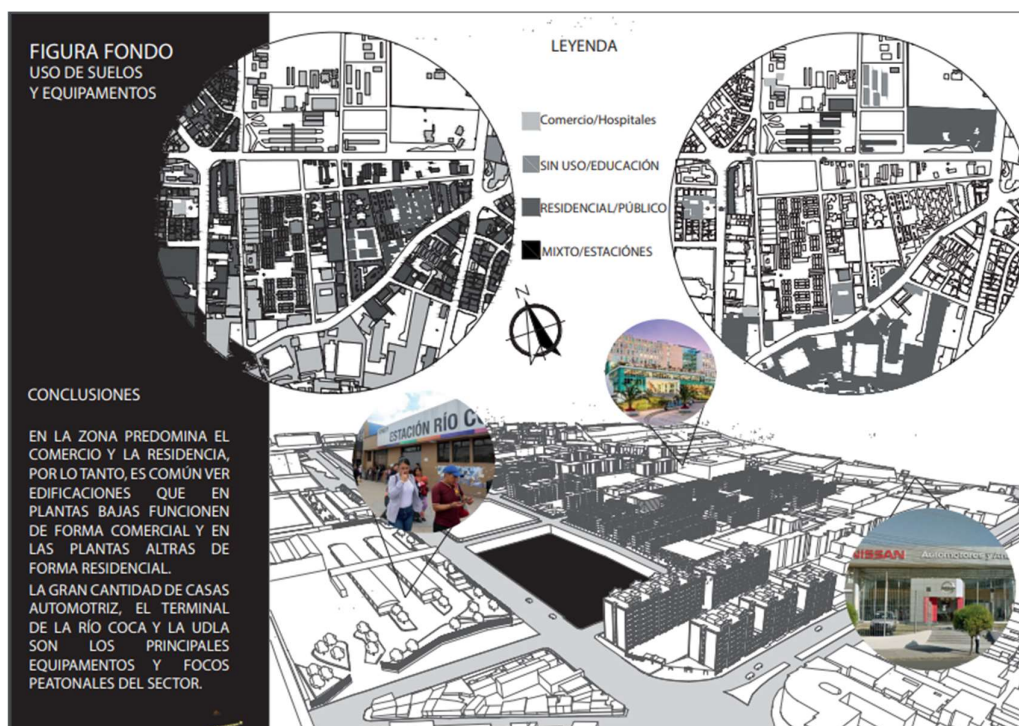 FIGURA FONDO
USO DE SUELOS
Y EQUIPAMENTOS
LEYENDA
Comercio/Hospitales
SIN USO/EDUCACIÓN
RESIDENCIAL/PÚBLICO
MIXTO/ESTACIÓNES
N
CONCLUSIONES
EN LA ZONA PREDOMINA EL
COMERCIO Y LA RESIDENCIA,
POR LO TANTO, ES COMÚN VER
EDIFICACIONES QUE EN
PLANTAS BAJAS FUNCIONEN
DE FORMA COMERCIAL Y EN
LAS PLANTAS ALTRAS DE
FORMA RESIDENCIAL.
LA GRAN CANTIDAD DE CASAS
AUTOMOTRIZ, EL TERMINAL
DE LA RÍO COCA Y LA UDLA
SON LOS PRINCIPALES
EQUIPAMENTOS Y FOCOS
PEATONALES DEL SECTOR.
ESTACIÓN RÍO
NISSAN Automotores y